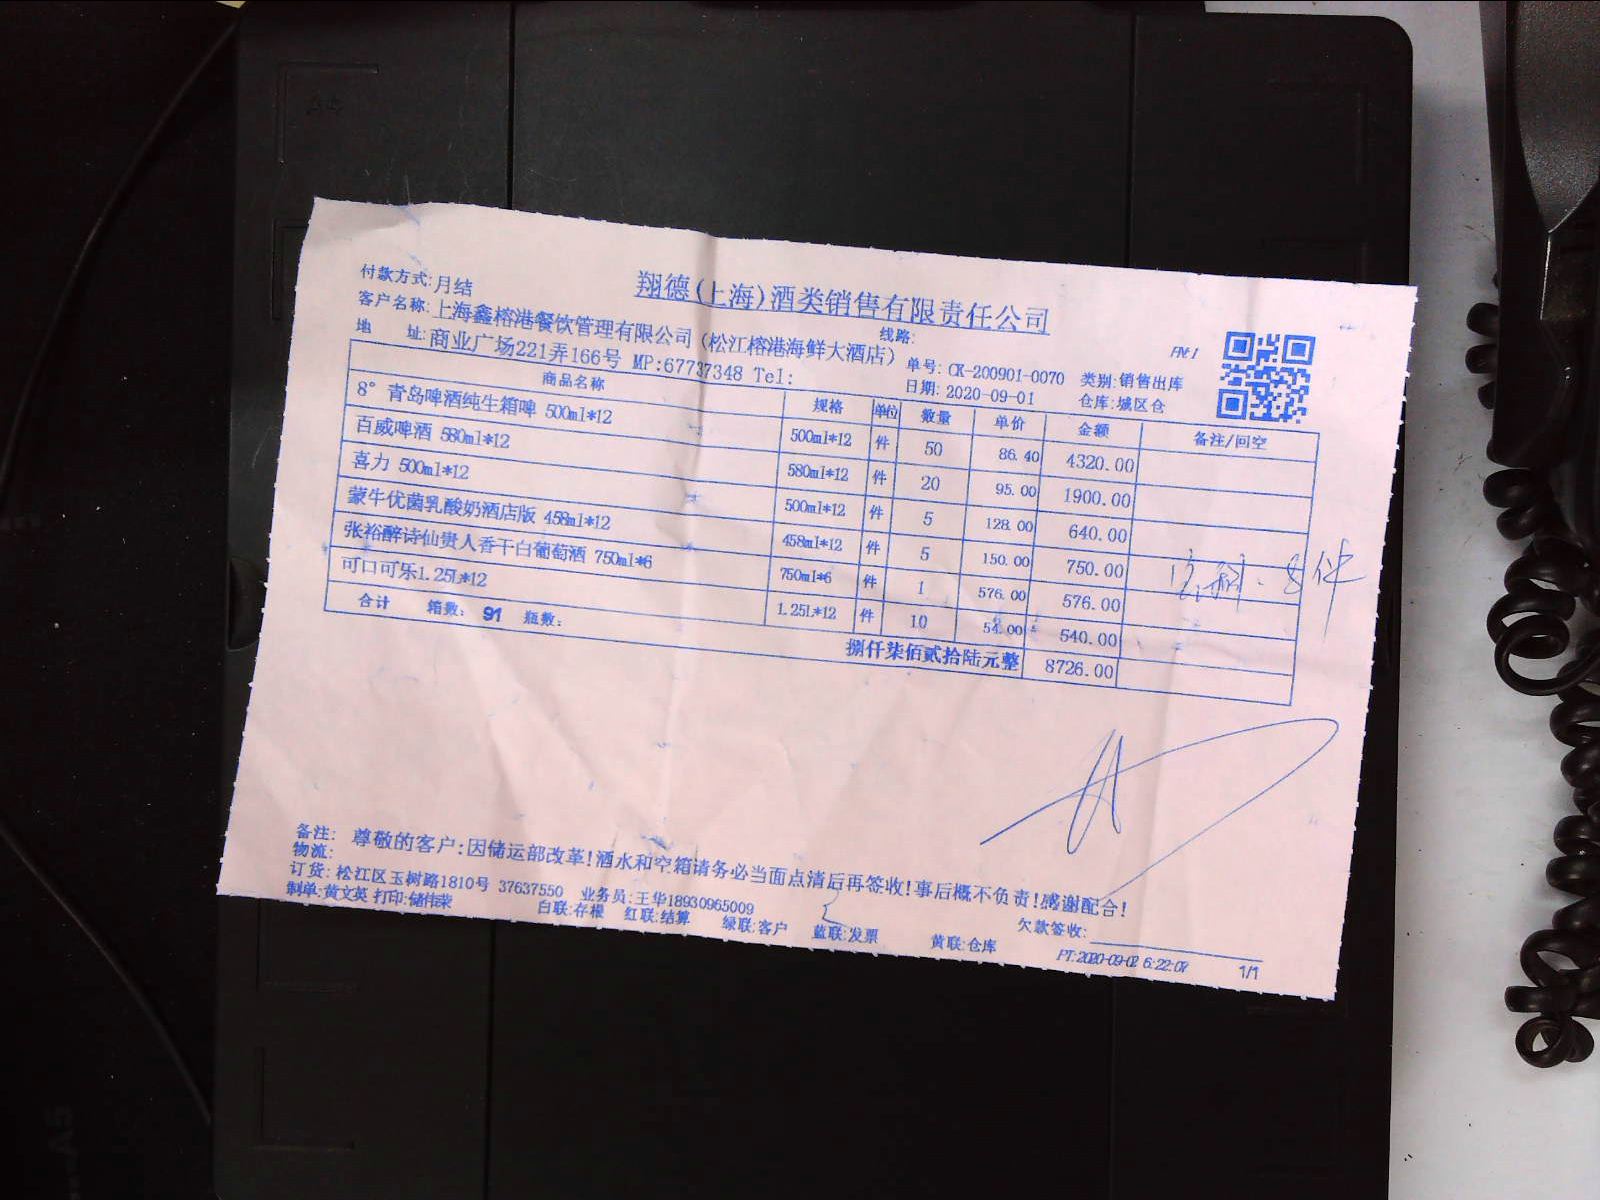 翔德(上海)酒类销售有限责任公司
付款方式:月结
线路:
客户名称:上海鑫榕港餐饮管理有限公司(松江榕港海鲜大酒店)
单号:CK-200901-0070 类别:销售出库
地 址:商业广场221弄166号 MP:67737348 Tel:
日期:2020-09-01 仓库:城区仓
商品名称 规格 单位 数量 单价 金额 备注/回空
8°青岛啤酒纯生箱啤 500ml*12 500ml*12 件 50 86.40 4320.00
百威啤酒 580ml*12 580ml*12 件 20 95.00 1900.00
喜力 500ml*12 500ml*12 件 5 128.00 640.00
蒙牛优菌乳酸奶酒店版 458ml*12 458ml*12 件 5 150.00 750.00
张裕醉诗仙贵人香干白葡萄酒 750ml*6 750ml*6 件 1 576.00 576.00
可口可乐1.25L*12 1.25L*12 件 10 54.00 540.00
合计 箱数: 91 瓶数: 捌仟柒佰贰拾陆元整 8726.00
8件
备注: 尊敬的客户:因储运部改革!酒水和空箱请务必当面点清后再签收!事后概不负责!感谢配合!
物流:
订货:松江区玉树路1810号 37637550 业务员:王华18930965009
欠款签收:
制单:黄文英 打印:储伟荣
白联:存根 红联:结算 绿联:客户 蓝联:发票 黄联:仓库
PT:2020-09-02 6:22:07 1/1